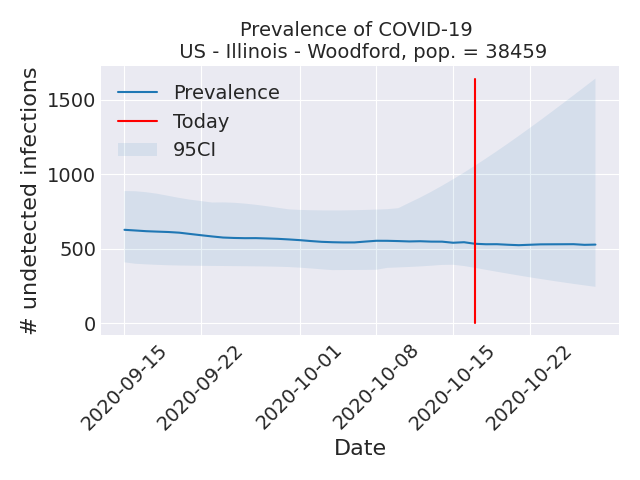 Prevalence of COVID-19
US - Illinois - Woodford, pop. = 38459
# undetected infections
1500
1000
500
0
Prevalence
Today
95CI
2020-09-15
2020-09-22
2020-10-01
2020-10-08
2020-10-15
2020-10-22
Date